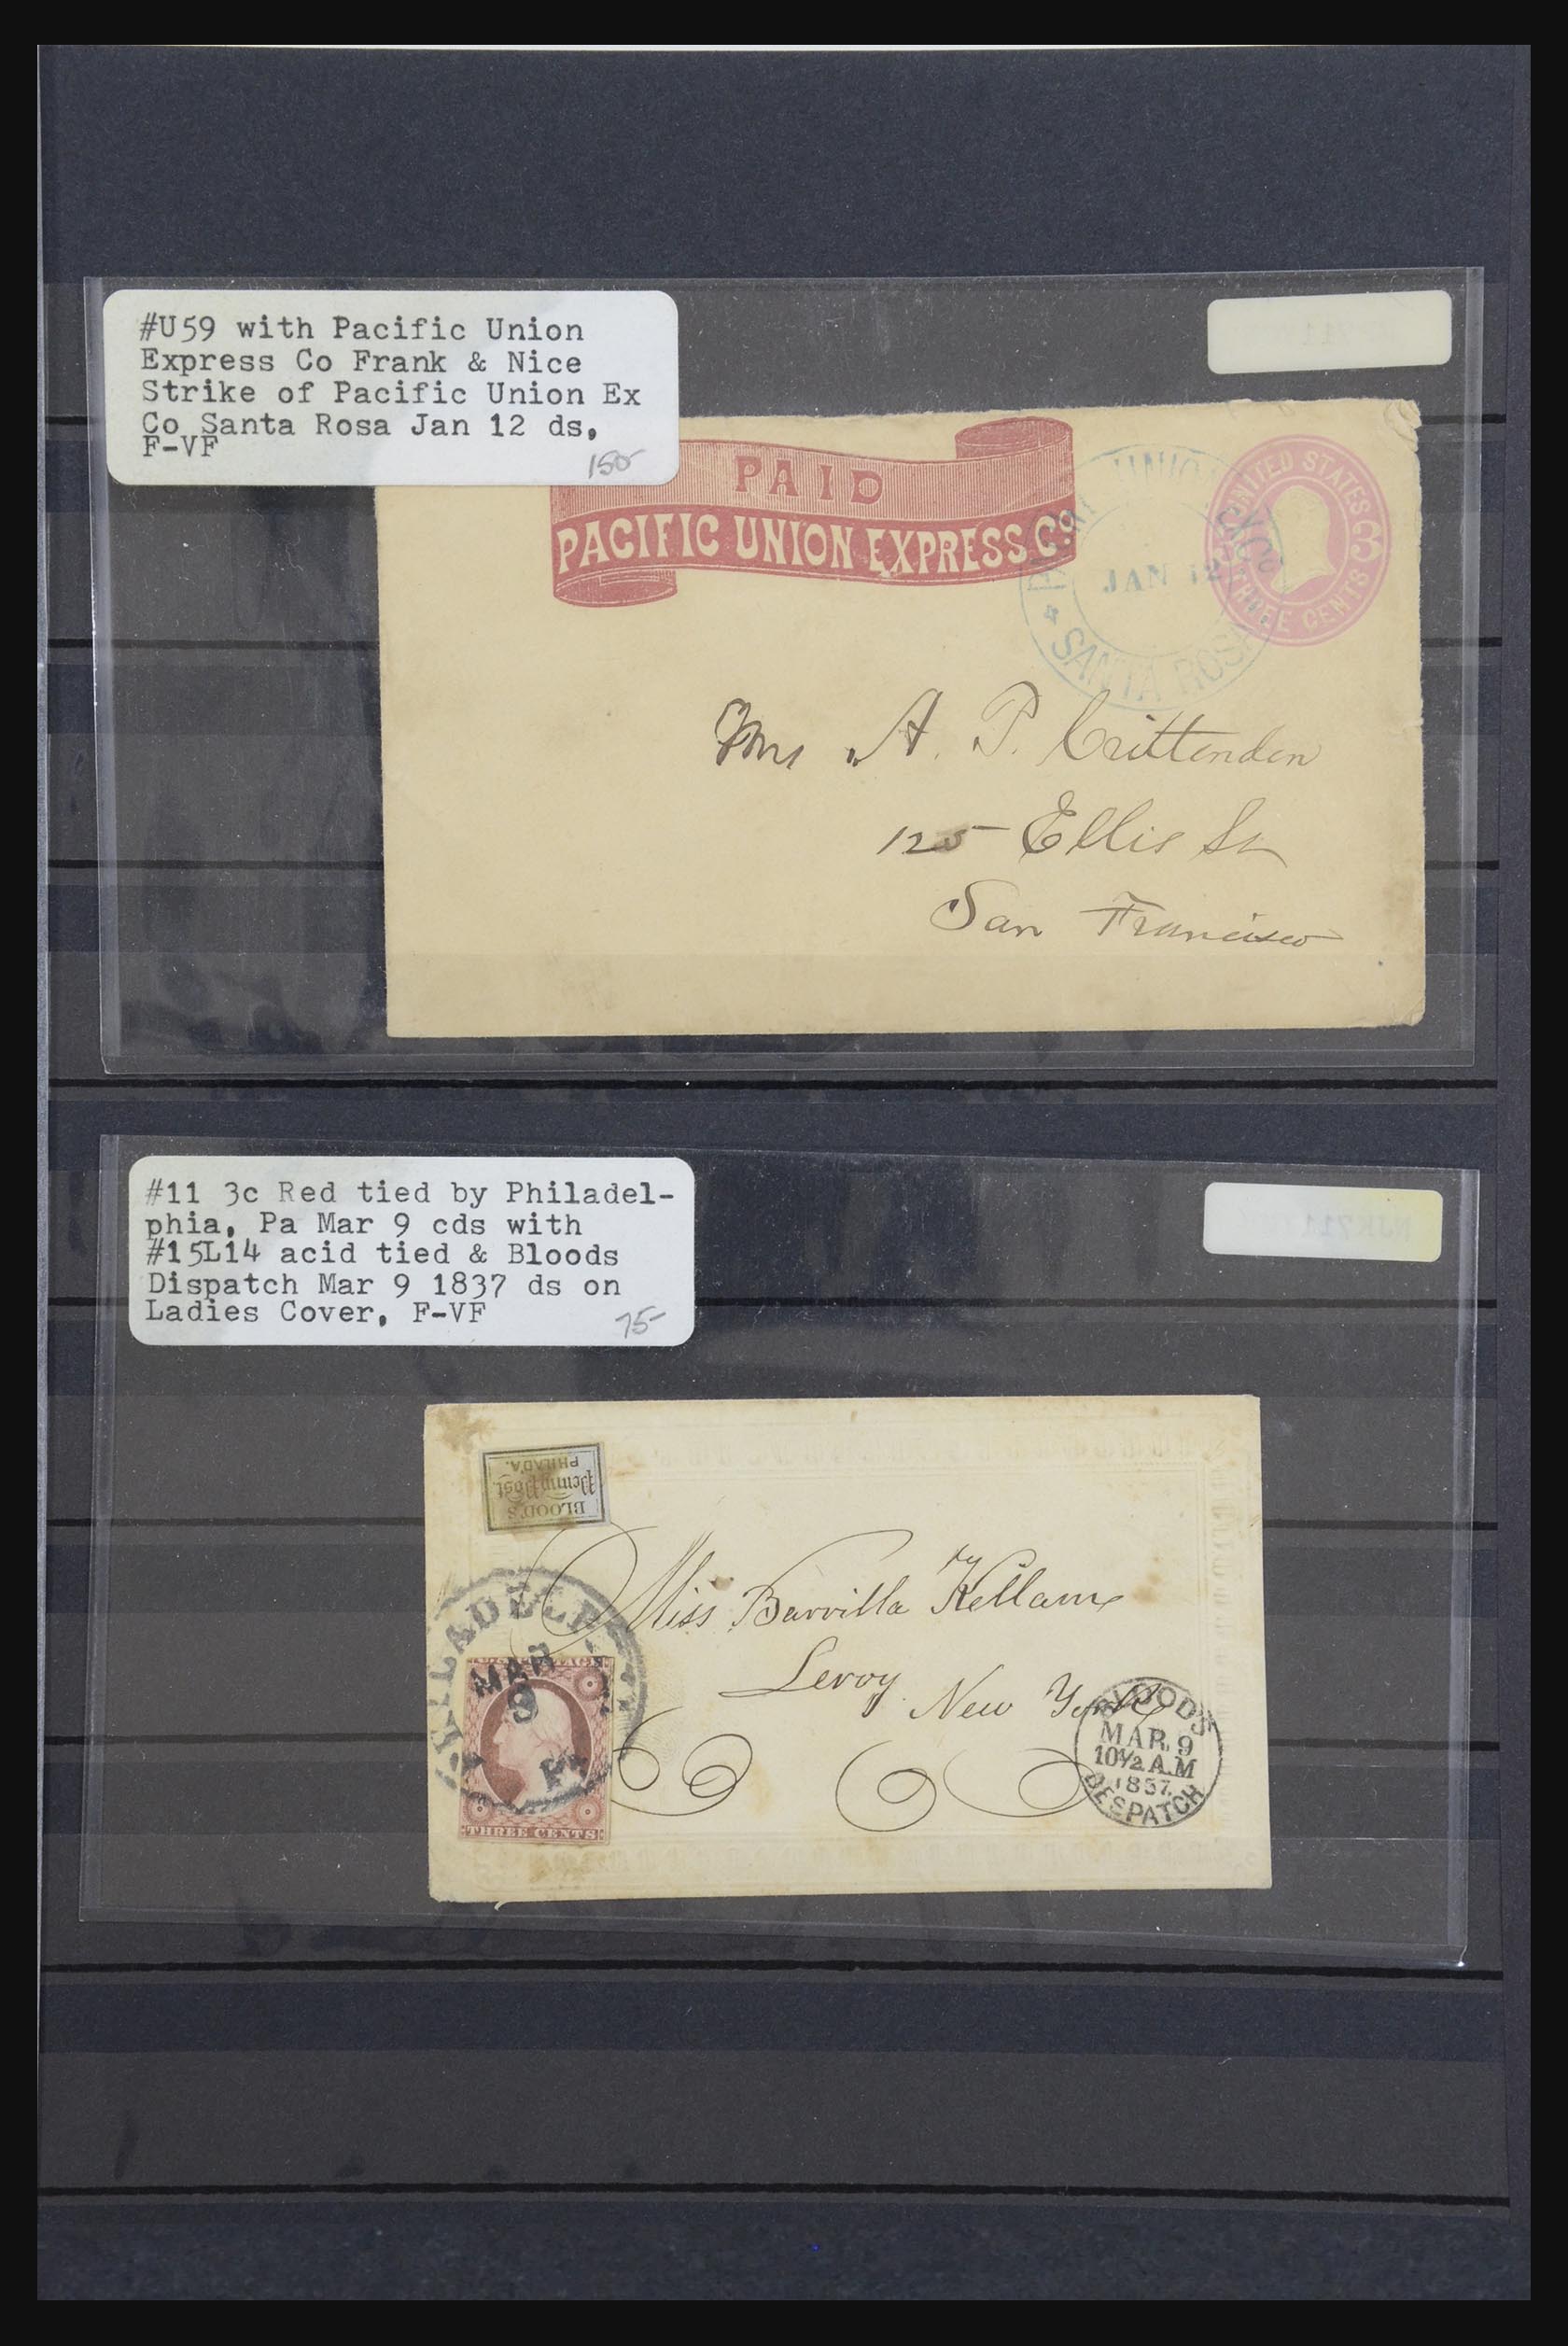 #U59 with Pacific Union
Express Co Frank & Nice
Strike of Pacific Union Ex
Co Santa Rosa Jan 12 ds,
F-VF
150-
PAID
PACIFIC UNION EXPRESS Co
UNION
JAN 12
SANTA ROSA
UNITED STATES
3
THREE CENTS
Mrs A. P. Crittenden
125 Ellis St
San Francisco
#11 3c Red tied by Philadel-
phia, Pa Mar 9 cds with
#15L14 acid tied & Bloods
Dispatch Mar 9 1837 ds on
Ladies Cover, F-VF
75-
BLOOD'S
Penny Post.
PHILADA.
Miss Barvilla Kellam
Leroy
New York
MAR
9
Pa
THREE CENTS
BLOOD'S
MAR. 9
10½ A.M
1857
DESPATCH